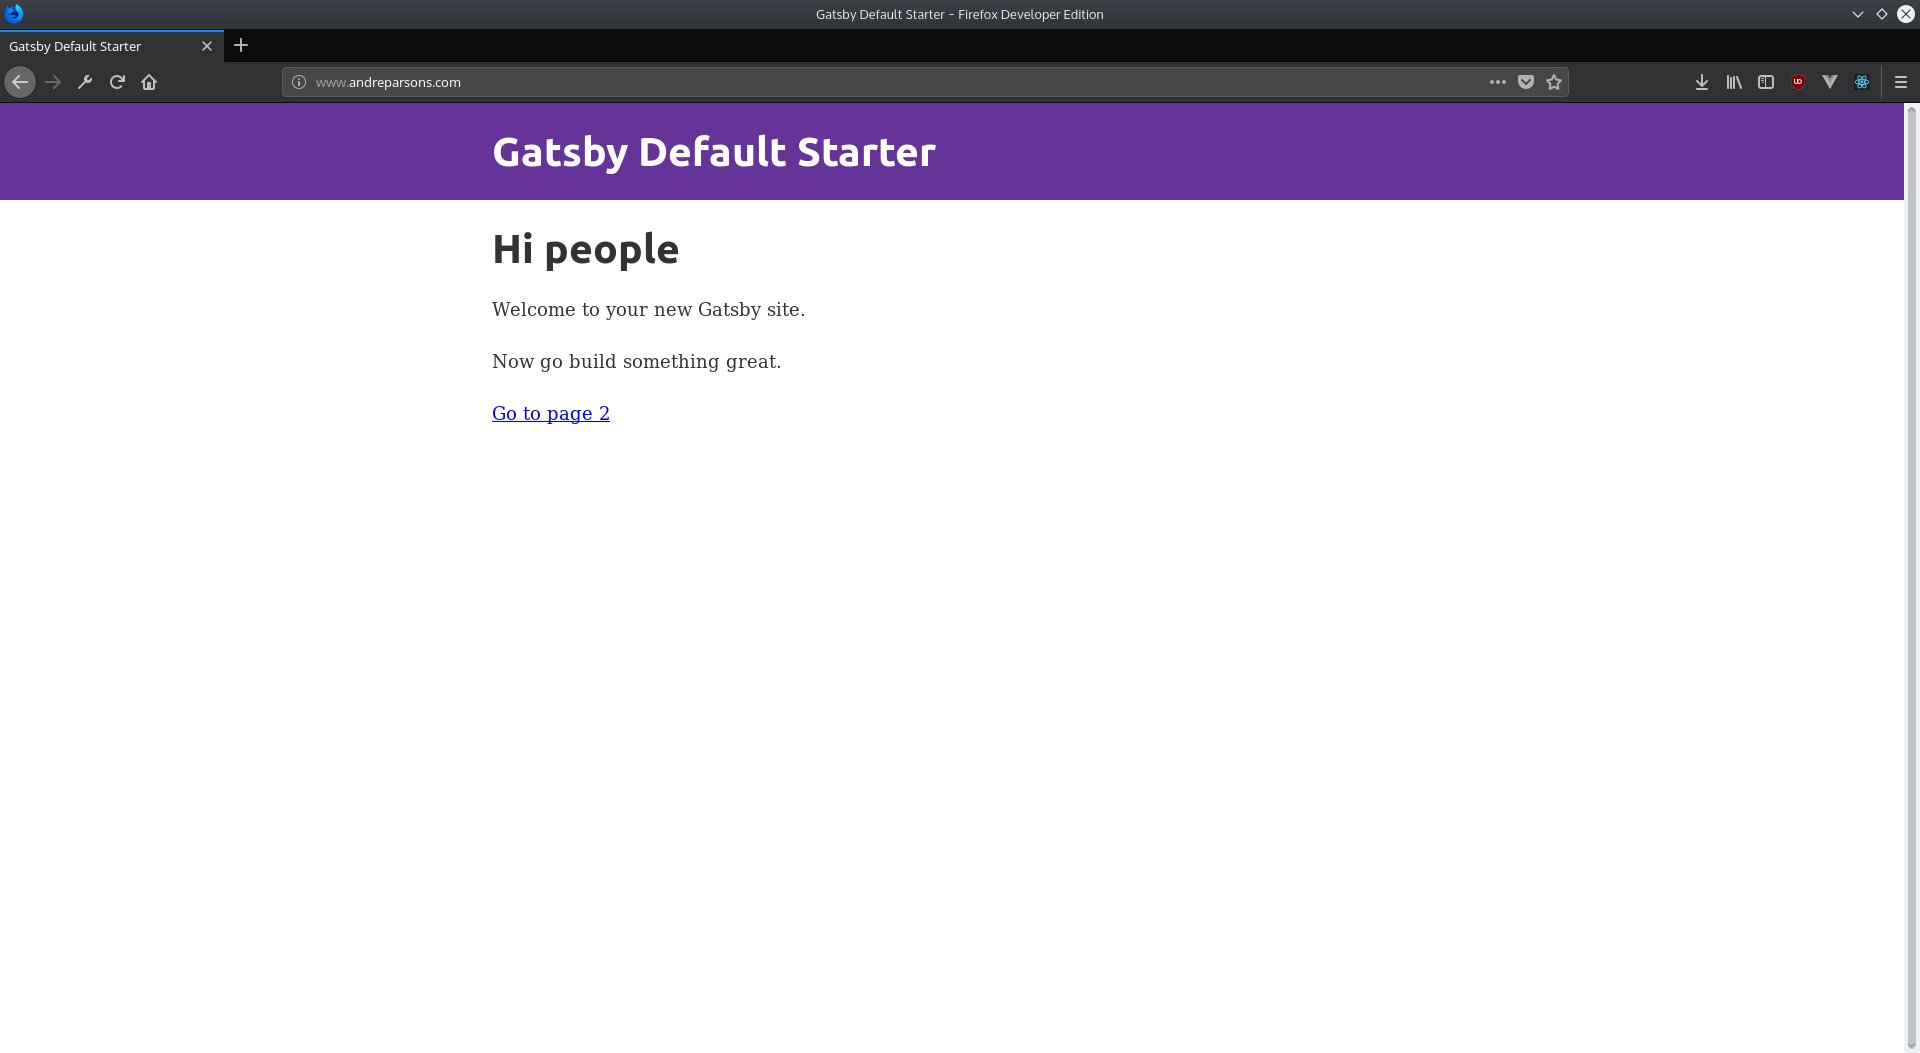 Gatsby Default Starter - Firefox Developer Edition
Gatsby Default Starter
www.andreparsons.com
Gatsby Default Starter
Hi people
Welcome to your new Gatsby site.
Now go build something great.
Go to page 2